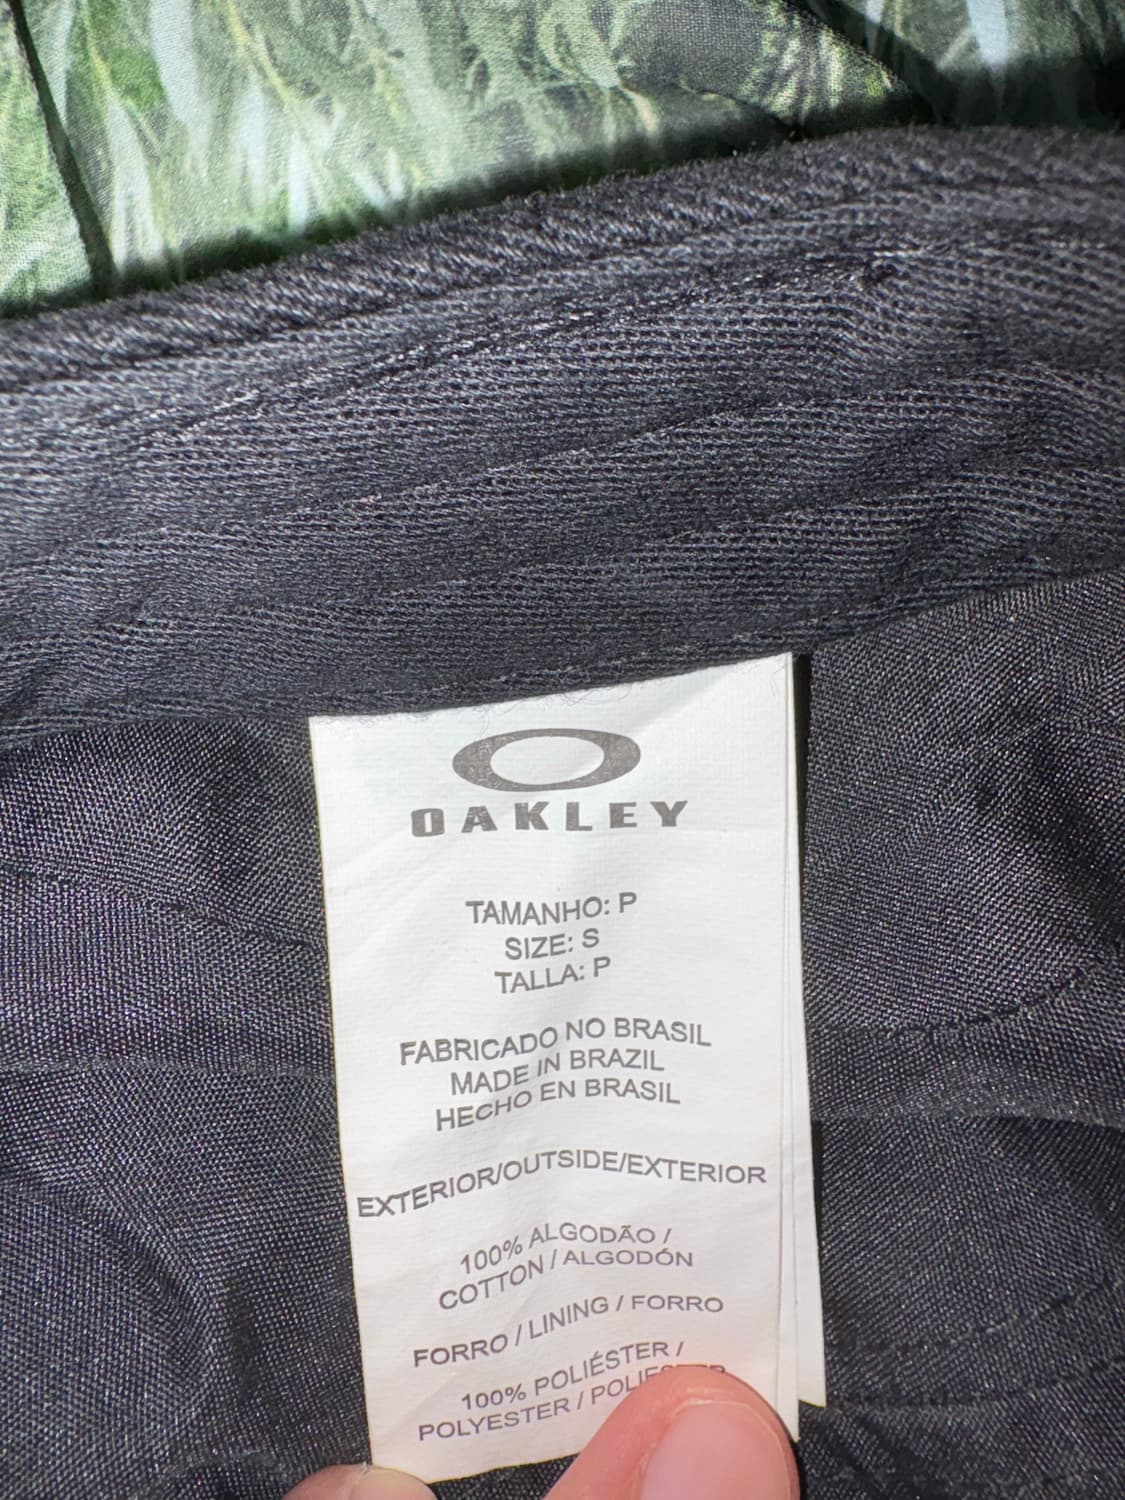 OAKLEY
TAMANHO: P
SIZE: S
TALLA: P
FABRICADO NO BRASIL
MADE IN BRAZIL
HECHO EN BRASIL
EXTERIOR/OUTSIDE/EXTERIOR
100% ALGODÃO /
COTTON / ALGODÓN
FORRO / LINING / FORRO
100% POLIÉSTER /
POLYESTER /